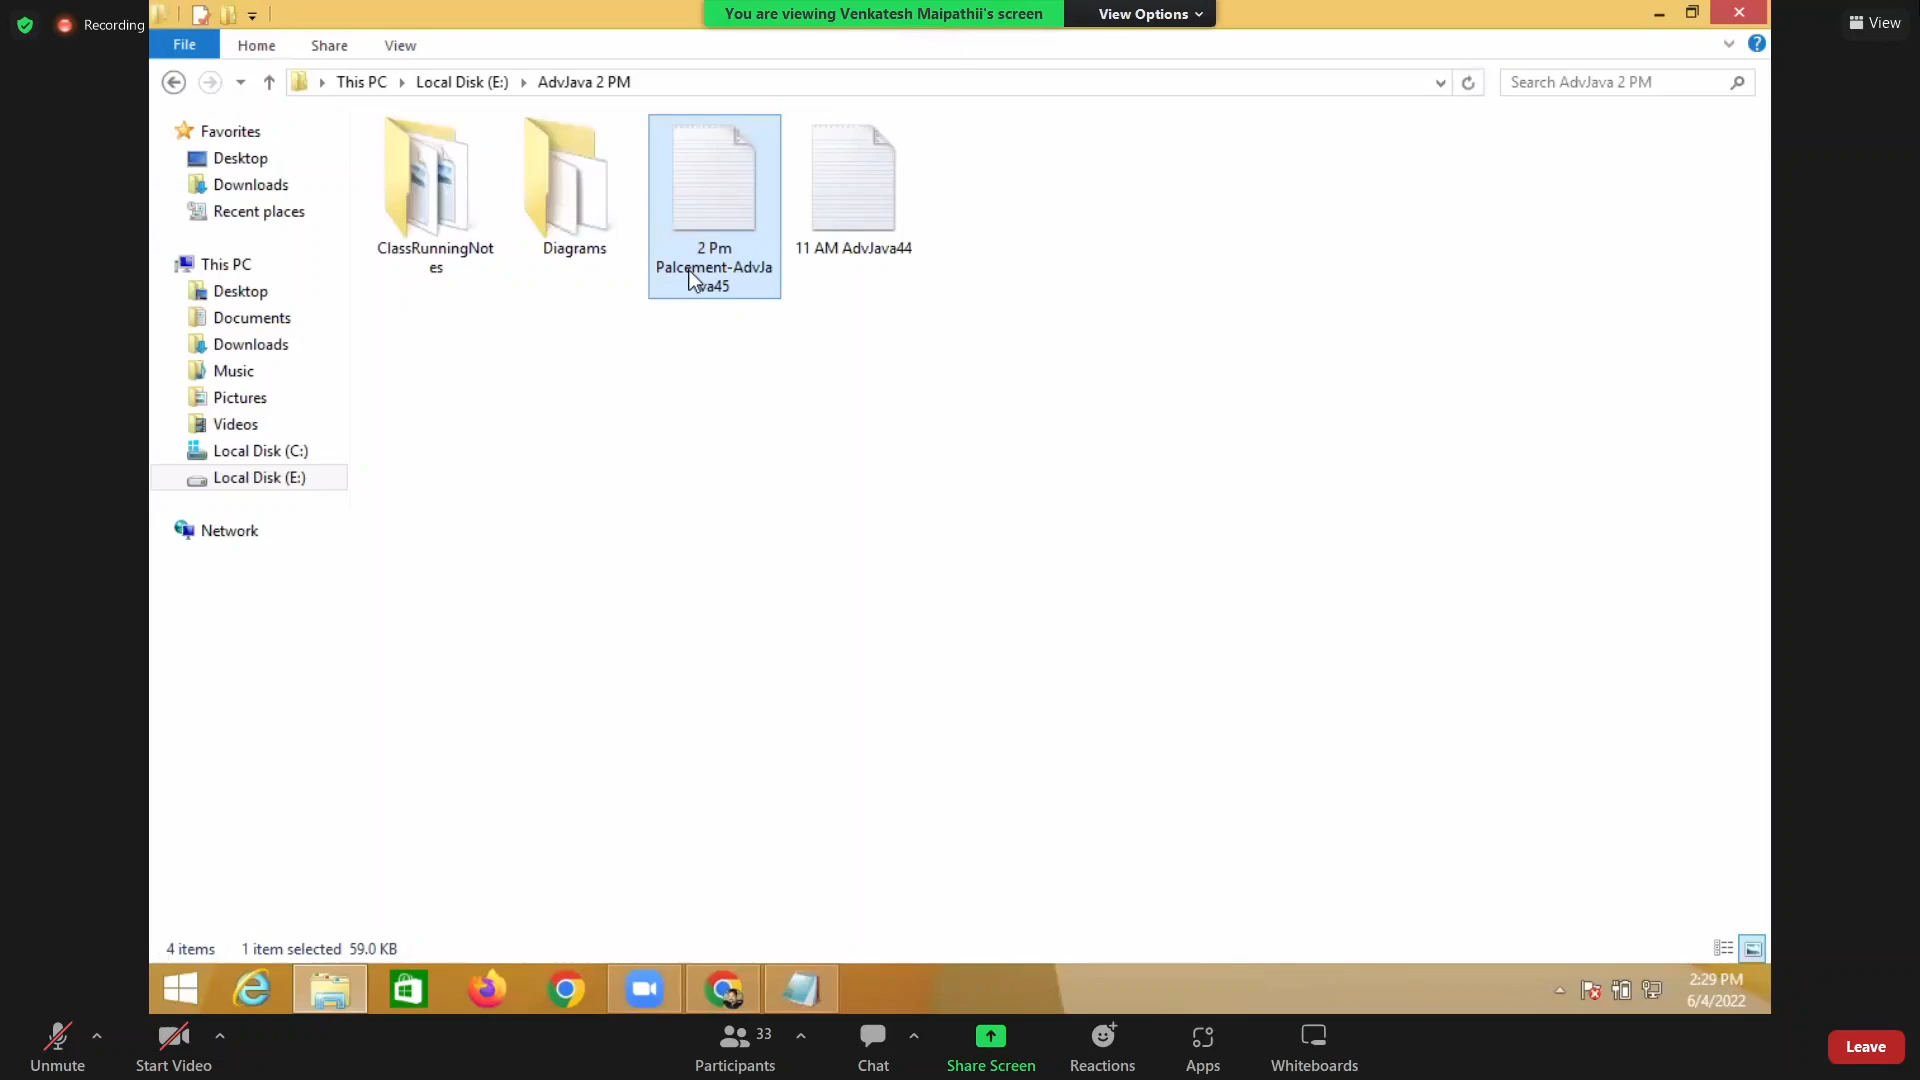 Recording
You are viewing Venkatesh Maipathii's screen
View Options
View
File
Home
Share
View
This PC
Local Disk (E:)
AdvJava 2 PM
Search AdvJava 2 PM
Favorites
Desktop
Downloads
Recent places
This PC
Desktop
Documents
Downloads
Music
Pictures
Videos
Local Disk (C:)
Local Disk (E:)
Network
ClassRunningNot
es
Diagrams
2 Pm
Palcement-AdvJa
va45
11 AM AdvJava44
4 items
1 item selected 59.0 KB
2:29 PM
6/4/2022
Unmute
Start Video
33
Participants
Chat
Share Screen
Reactions
Apps
Whiteboards
Leave